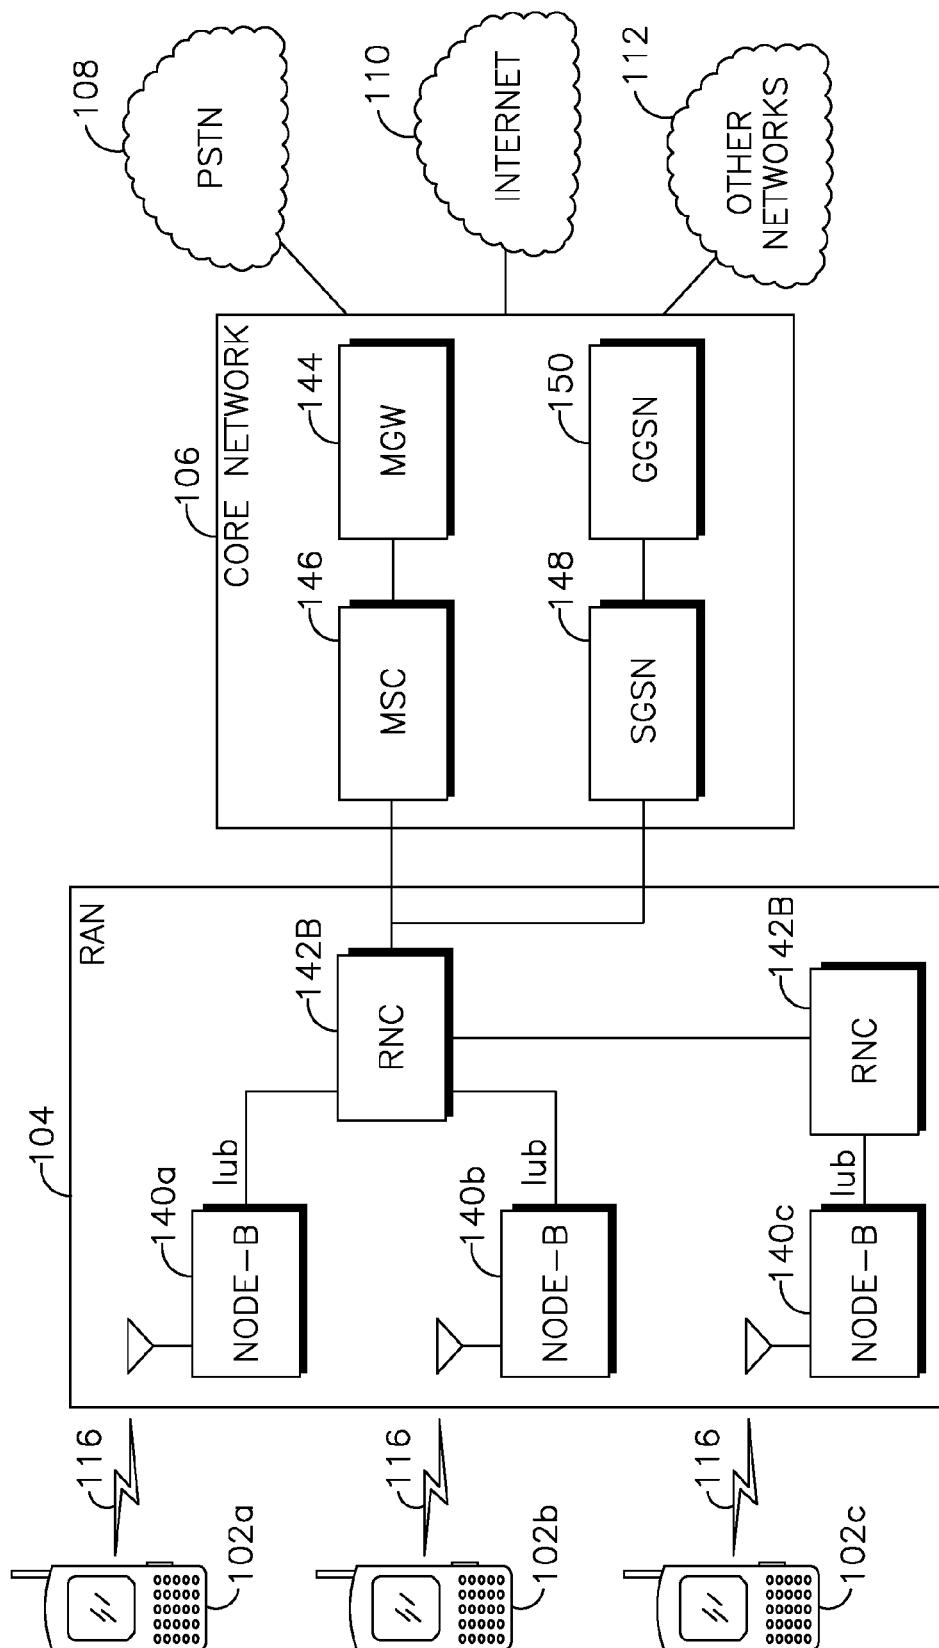 108
PSTN
110
INTERNET
112
OTHER
NETWORKS
106
CORE NETWORK
144
MGW
146
MSC
150
GGSN
148
SGSN
104
RAN
142B
RNC
142B
RNC
Iub
140a
NODE-B
Iub
140b
NODE-B
Iub
140c
NODE-B
116
102a
116
102b
116
102c